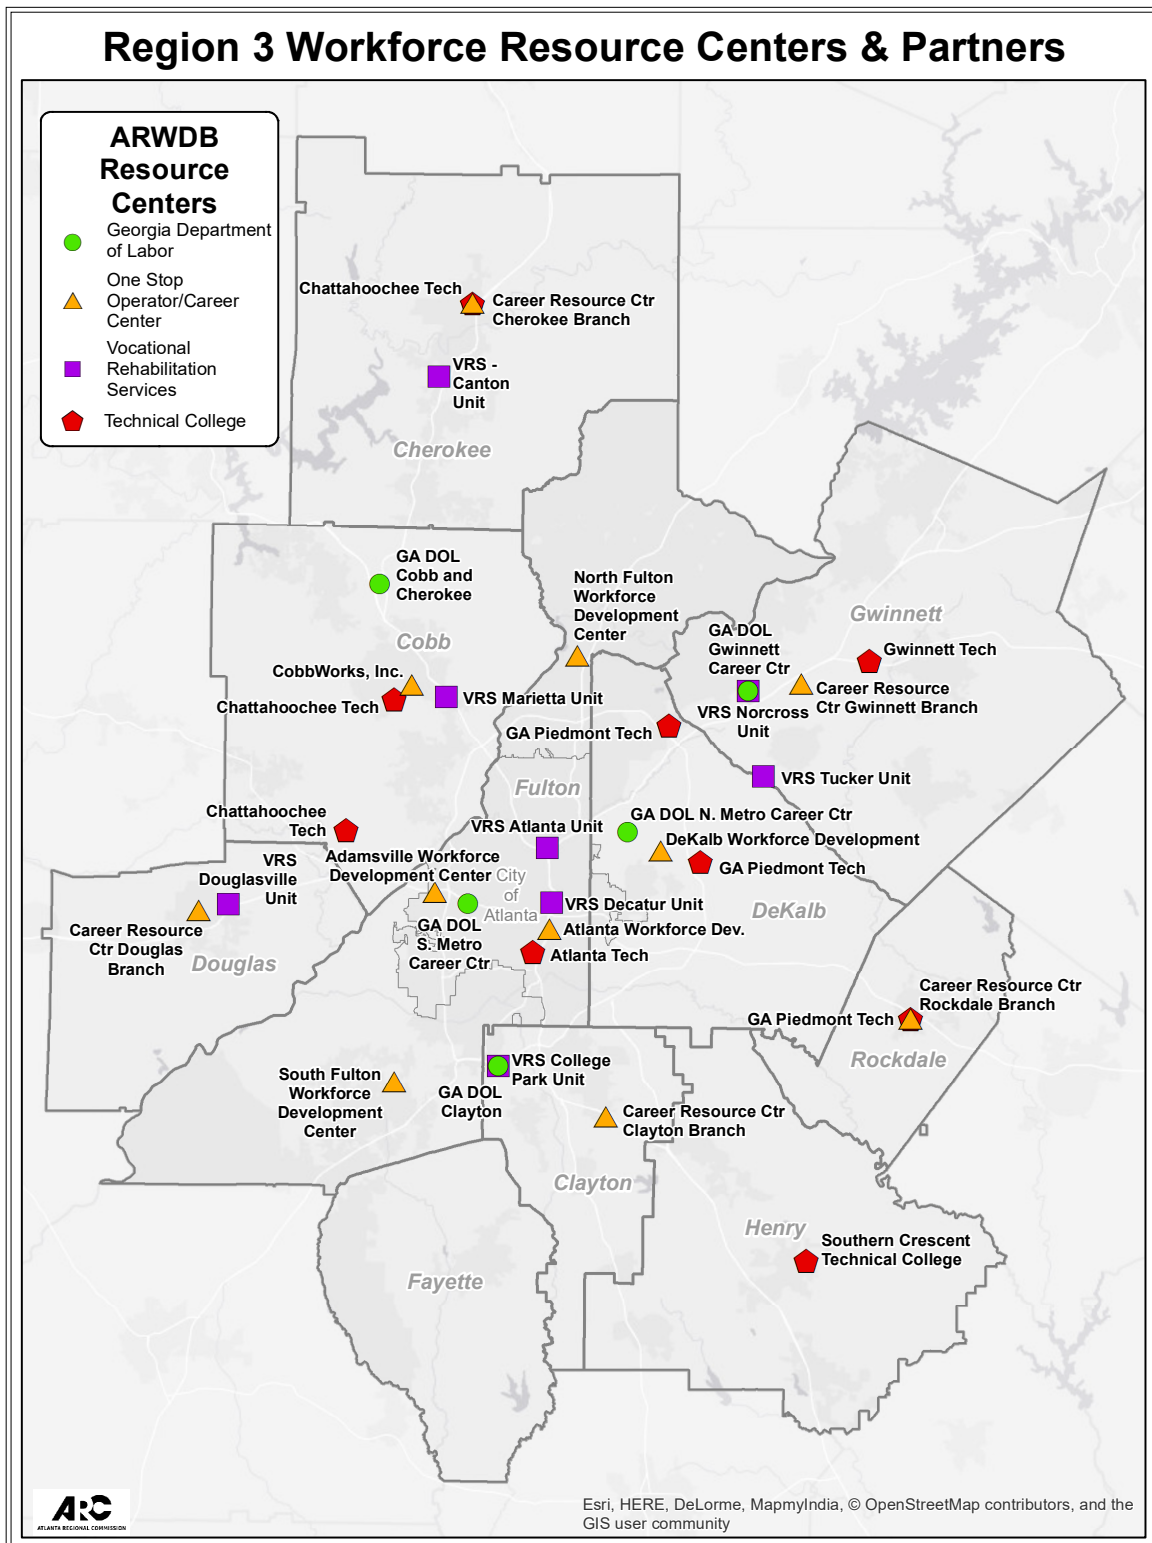 Region 3 Workforce Resource Centers & Partners
ARWDB
Resource
Centers
Georgia Department
of Labor
One Stop
Operator/Career
Center
Vocational
Rehabilitation
Services
Technical College
Chattahoochee Tech
Career Resource Ctr
Cherokee Branch
VRS -
Canton
Unit
Cherokee
GA DOL
Cobb and
Cherokee
Cobb
North Fulton
Workforce
Development
Center
Gwinnett
GA DOL
Gwinnett
Career Ctr
Gwinnett Tech
CobbWorks, Inc.
Chattahoochee Tech
VRS Marietta Unit
Career Resource
Ctr Gwinnett Branch
VRS Norcross
Unit
GA Piedmont Tech
VRS Tucker Unit
Fulton
Chattahoochee
Tech
VRS Atlanta Unit
GA DOL N. Metro Career Ctr
DeKalb Workforce Development
GA Piedmont Tech
VRS
Douglasville
Unit
Adamsville Workforce
Development Center
City
of
Atlanta
VRS Decatur Unit
DeKalb
Career Resource
Ctr Douglas
Branch
Douglas
GA DOL
S. Metro
Career Ctr
Atlanta Workforce Dev.
Atlanta Tech
Career Resource Ctr
Rockdale Branch
GA Piedmont Tech
Rockdale
South Fulton
Workforce
Development
Center
VRS College
Park Unit
GA DOL
Clayton
Career Resource Ctr
Clayton Branch
Clayton
Henry
Southern Crescent
Technical College
Fayette
ARC
ATLANTA REGIONAL COMMISSION
Esri, HERE, DeLorme, MapmyIndia, © OpenStreetMap contributors, and the
GIS user community